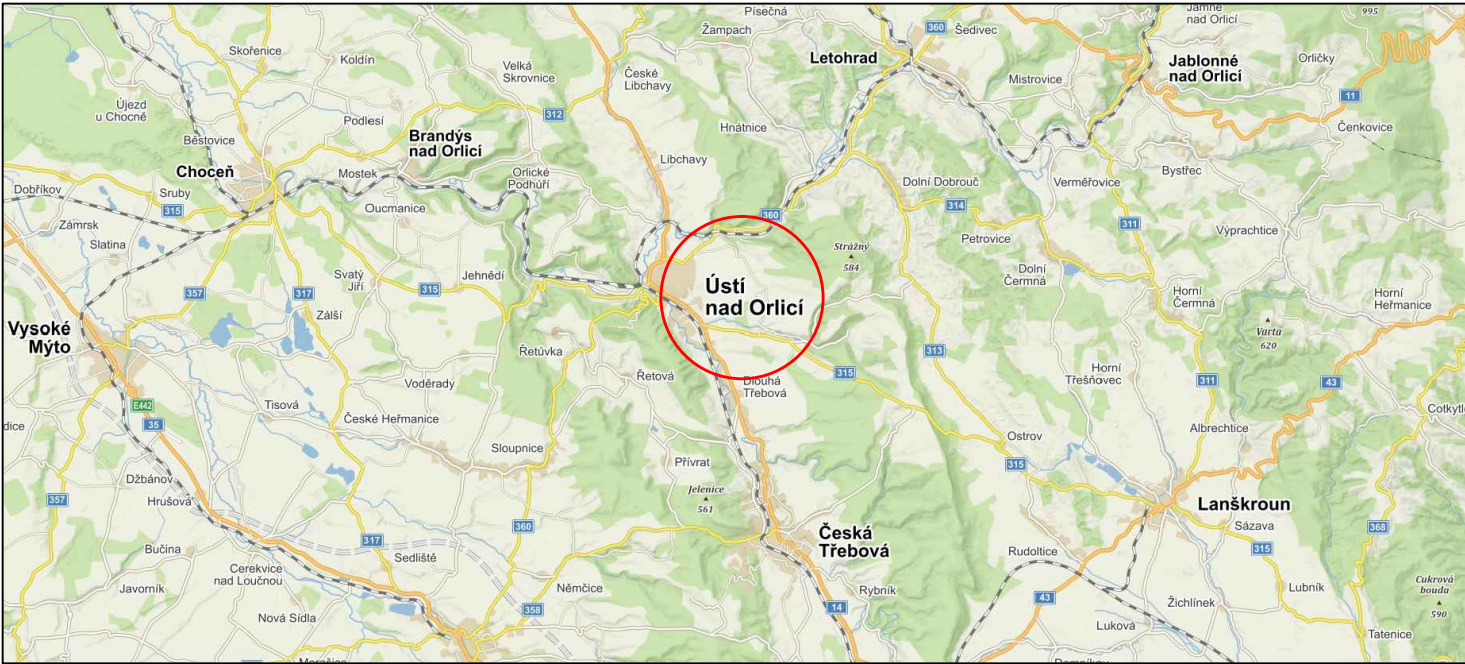 Písečná
Jamné
nad Orlicí
995
Žampach
360
Šedivec
Skořenice
Koldín
Letohrad
Orličky
Jablonné
nad Orlicí
Velká
Skrovnice
České
Libchavy
Mistrovice
11
Újezd
u Chocně
312
Podlesí
Hnátnice
Čenkovice
Běstovice
Brandýs
nad Orlicí
Libchavy
Choceň
Mostek
Orlické
Podhůří
Bystřec
Dobříkov
Sruby
Dolní Dobrouč
Verměřovice
315
Oucmanice
360
314
Zámrsk
311
Výprachtice
Slatina
Petrovice
Strážný
584
Svatý
Jiří
Jehnědí
Dolní
Čermná
357
317
315
Ústí
nad Orlicí
Horní
Čermná
Horní
Heřmanice
Zálší
Vysoké
Mýto
Varta
620
Řetůvka
313
Řetová
315
Horní
Třešňovec
Voděrady
Dlouhá
Třebová
311
43
E442
Tisová
České Heřmanice
Cotkytle
35
dice
Albrechtice
Ostrov
Sloupnice
Přívrat
315
Džbánov
Jelenice
561
357
Hrušová
Lanškroun
360
Česká
Třebová
Sázava
368
317
315
Bučina
Sedliště
Rudoltice
Cerekvice
nad Loučnou
Cukrová
bouda
590
Javorník
Němčice
Rybník
Lubník
43
Žichlínek
358
14
Nová Sídla
Luková
Tatenice